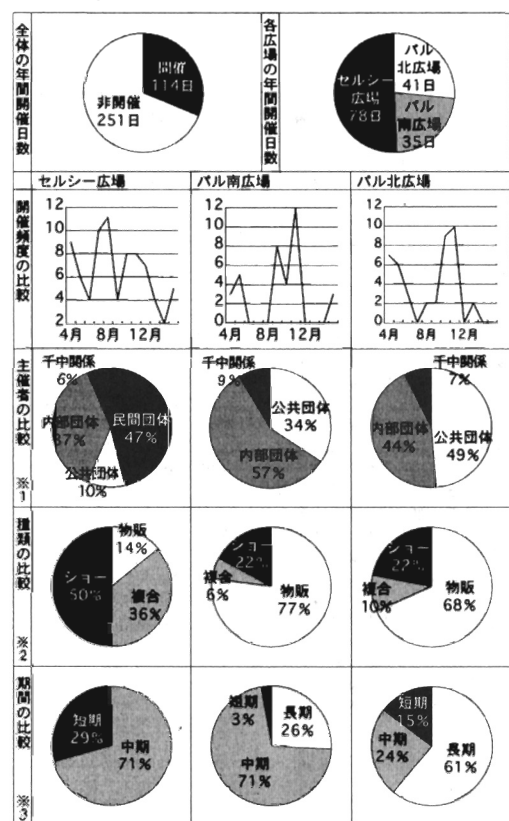 全体の年間開催日数
開催
114日
非開催
251日
各広場の年間開催日数
セルシー
広場
78日
パル
北広場
41日
パル
南広場
35日
セルシー広場
パル南広場
パル北広場
開催頻度の比較
12
10
8
6
4
2
4月 8月 12月
12
10
8
6
4
2
0
4月 8月 12月
12
10
8
6
4
2
0
4月 8月 12月
主催者の比較
※1
千中関係
6%
内部団体
37%
民間団体
47%
公共団体
10%
千中関係
9%
公共団体
34%
内部団体
57%
千中関係
7%
内部団体
44%
公共団体
49%
種類の比較
※2
物販
14%
ショー
50%
複合
36%
ショー
22%
複合
6%
物販
77%
ショー
22%
複合
10%
物販
68%
期間の比較
※3
短期
29%
中期
71%
短期
3%
長期
26%
中期
71%
短期
15%
中期
24%
長期
61%